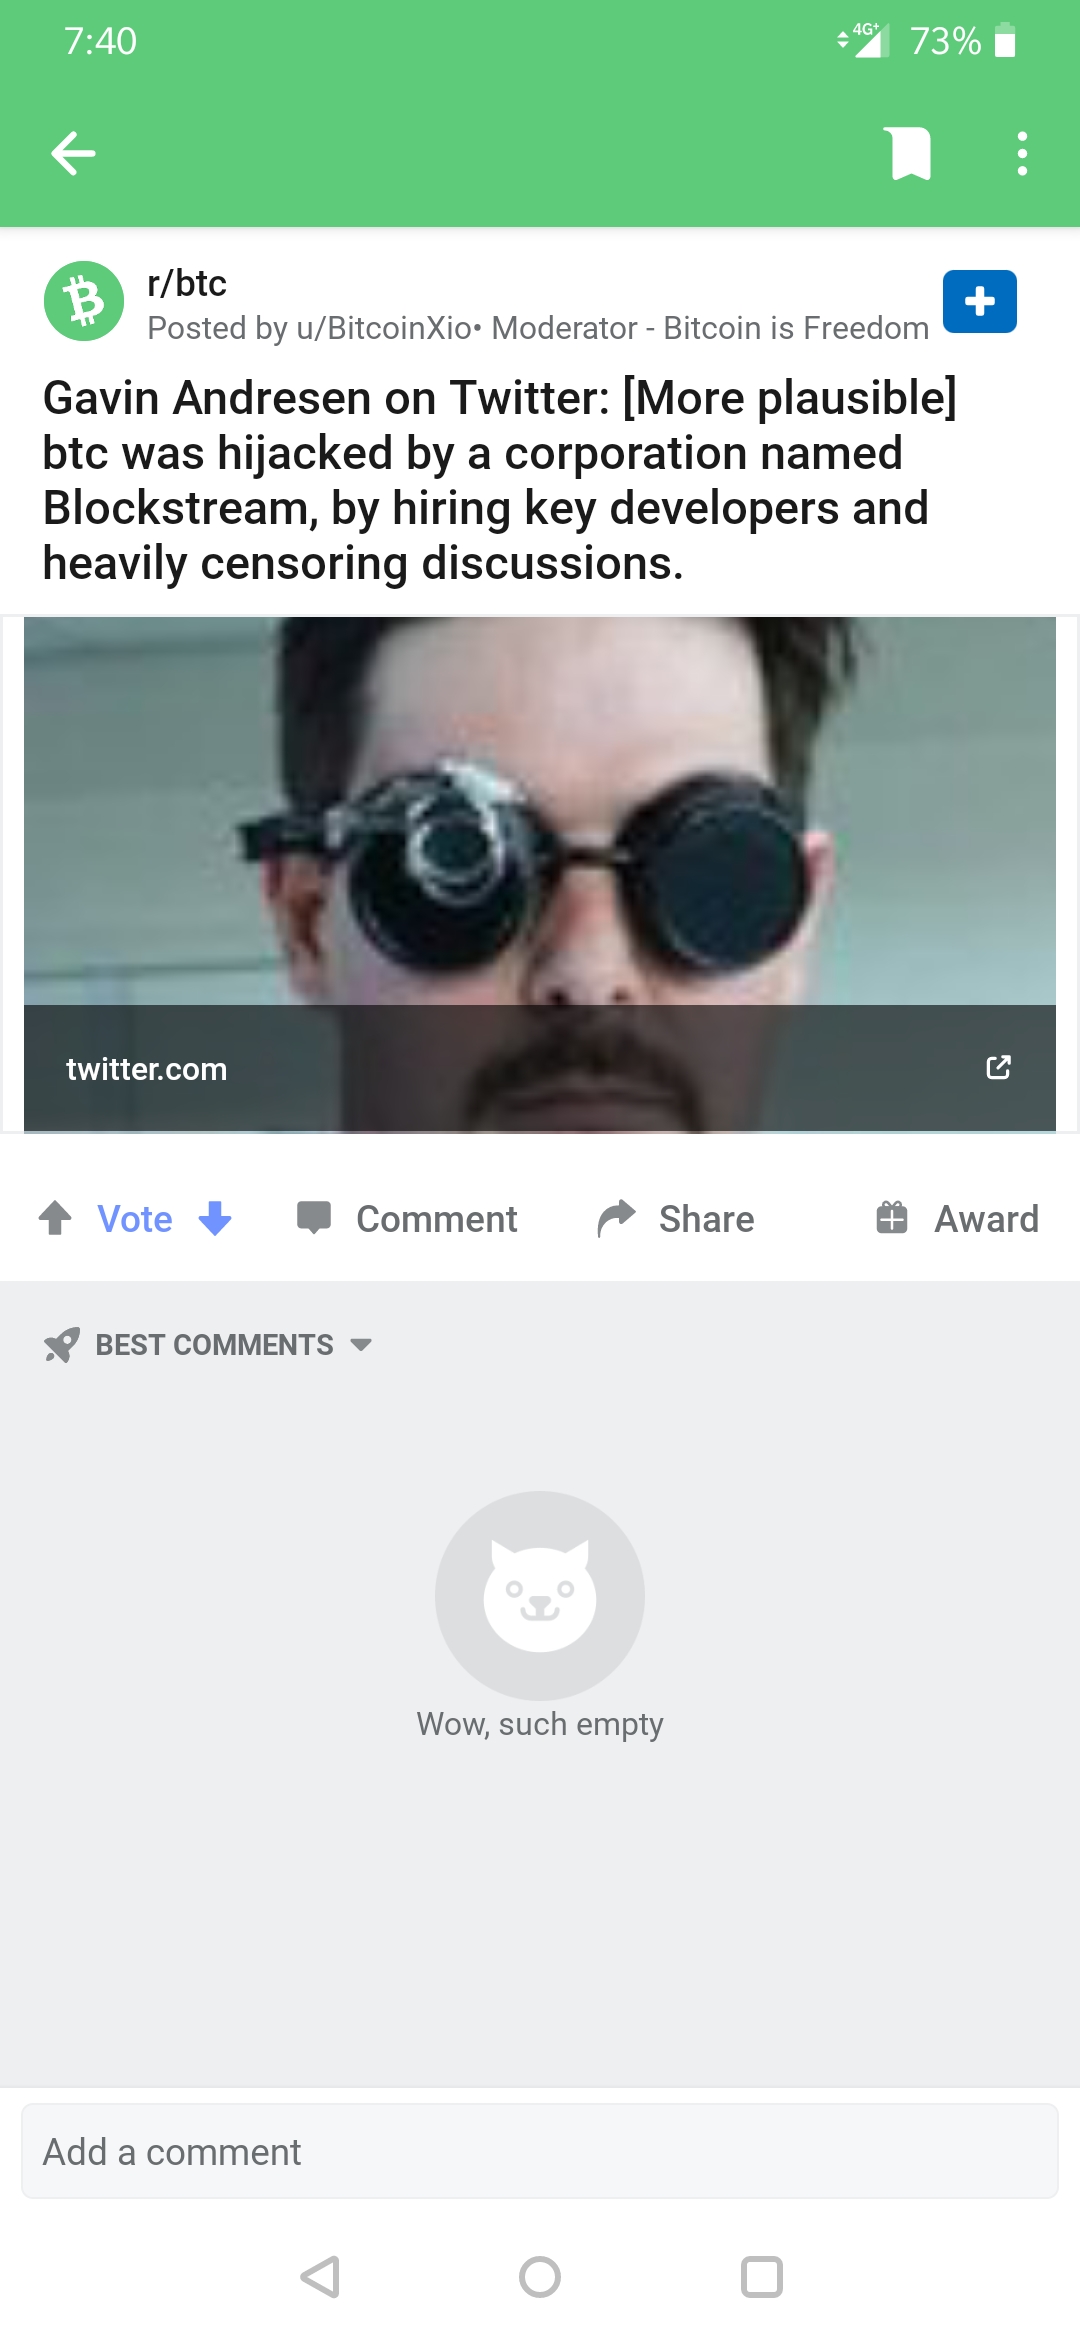 7:40
4G+ 73%
r/btc
Posted by u/BitcoinXio• Moderator - Bitcoin is Freedom
Gavin Andresen on Twitter: [More plausible]
btc was hijacked by a corporation named
Blockstream, by hiring key developers and
heavily censoring discussions.
twitter.com
Vote Comment Share Award
BEST COMMENTS
Wow, such empty
Add a comment